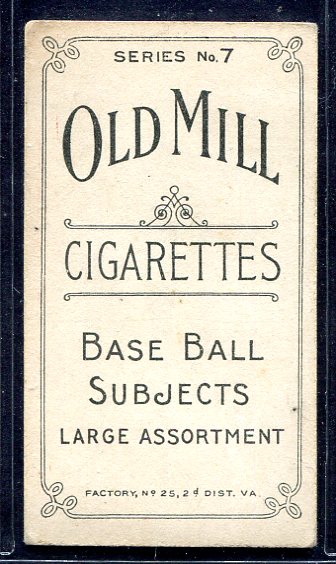 SERIES No. 7
OLD MILL
CIGARETTES
BASE BALL
SUBJECTS
LARGE ASSORTMENT
FACTORY, Nº 25, 2d DIST. VA.